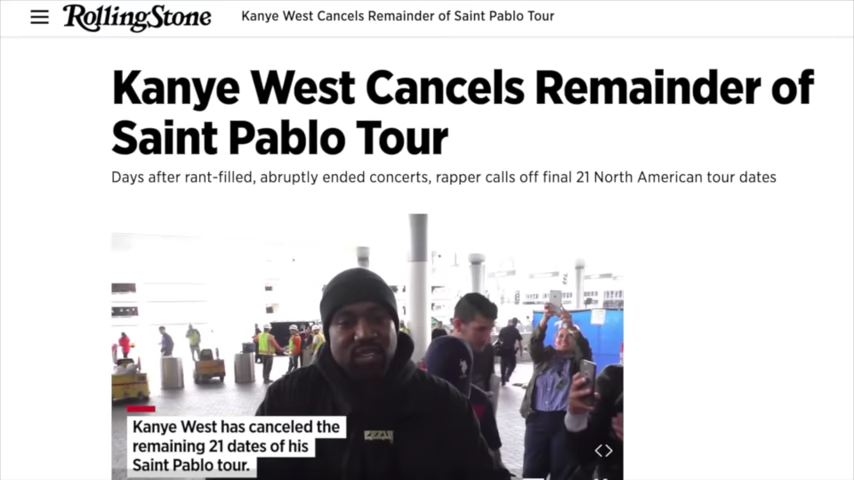 RollingStone Kanye West Cancels Remainder of Saint Pablo Tour
Kanye West Cancels Remainder of
Saint Pablo Tour
Days after rant-filled, abruptly ended concerts, rapper calls off final 21 North American tour dates
Kanye West has canceled the
remaining 21 dates of his
Saint Pablo tour.